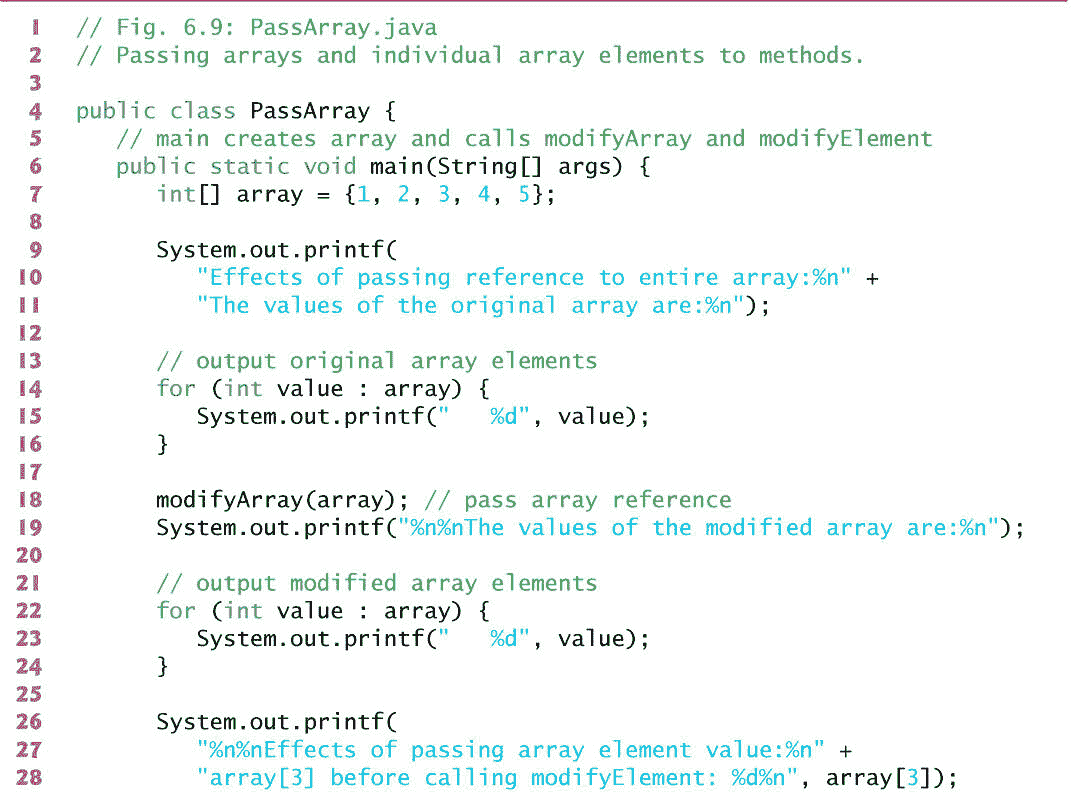 1 // Fig. 6.9: PassArray.java
2 // Passing arrays and individual array elements to methods.
3
4 public class PassArray {
5    // main creates array and calls modifyArray and modifyElement
6    public static void main(String[] args) {
7       int[] array = {1, 2, 3, 4, 5};
8
9       System.out.printf(
10          "Effects of passing reference to entire array:%n" +
11          "The values of the original array are:%n");
12
13       // output original array elements
14       for (int value : array) {
15          System.out.printf("   %d", value);
16       }
17
18       modifyArray(array); // pass array reference
19       System.out.printf("%n%nThe values of the modified array are:%n");
20
21       // output modified array elements
22       for (int value : array) {
23          System.out.printf("   %d", value);
24       }
25
26       System.out.printf(
27          "%n%nEffects of passing array element value:%n" +
28          "array[3] before calling modifyElement: %d%n", array[3]);